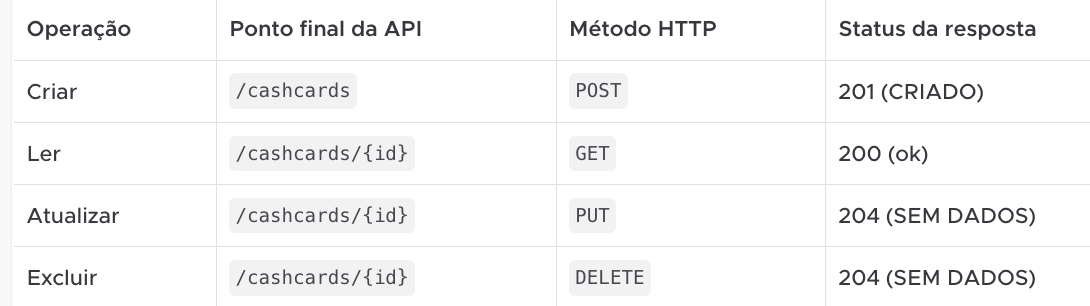 Operação Ponto final da API Método HTTP Status da resposta
Criar /cashcards POST 201 (CRIADO)
Ler /cashcards/{id} GET 200 (ok)
Atualizar /cashcards/{id} PUT 204 (SEM DADOS)
Excluir /cashcards/{id} DELETE 204 (SEM DADOS)